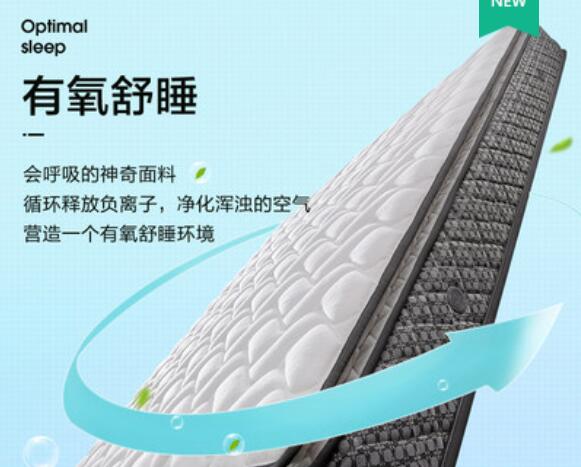 NEW
Optimal
sleep
有氧舒睡
会呼吸的神奇面料
循环释放负离子，净化浑浊的空气
营造一个有氧舒睡环境